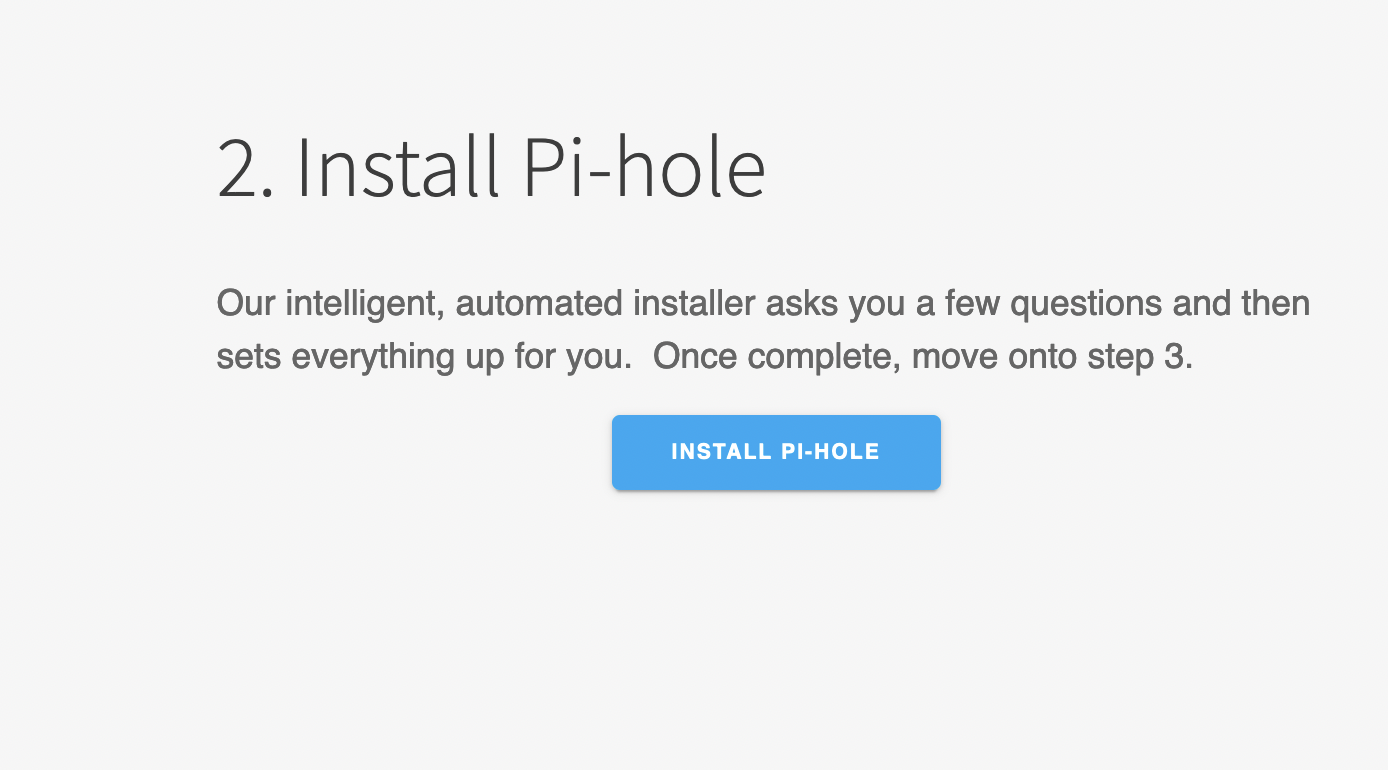 2. Install Pi-hole
Our intelligent, automated installer asks you a few questions and then
sets everything up for you.  Once complete, move onto step 3.
INSTALL PI-HOLE